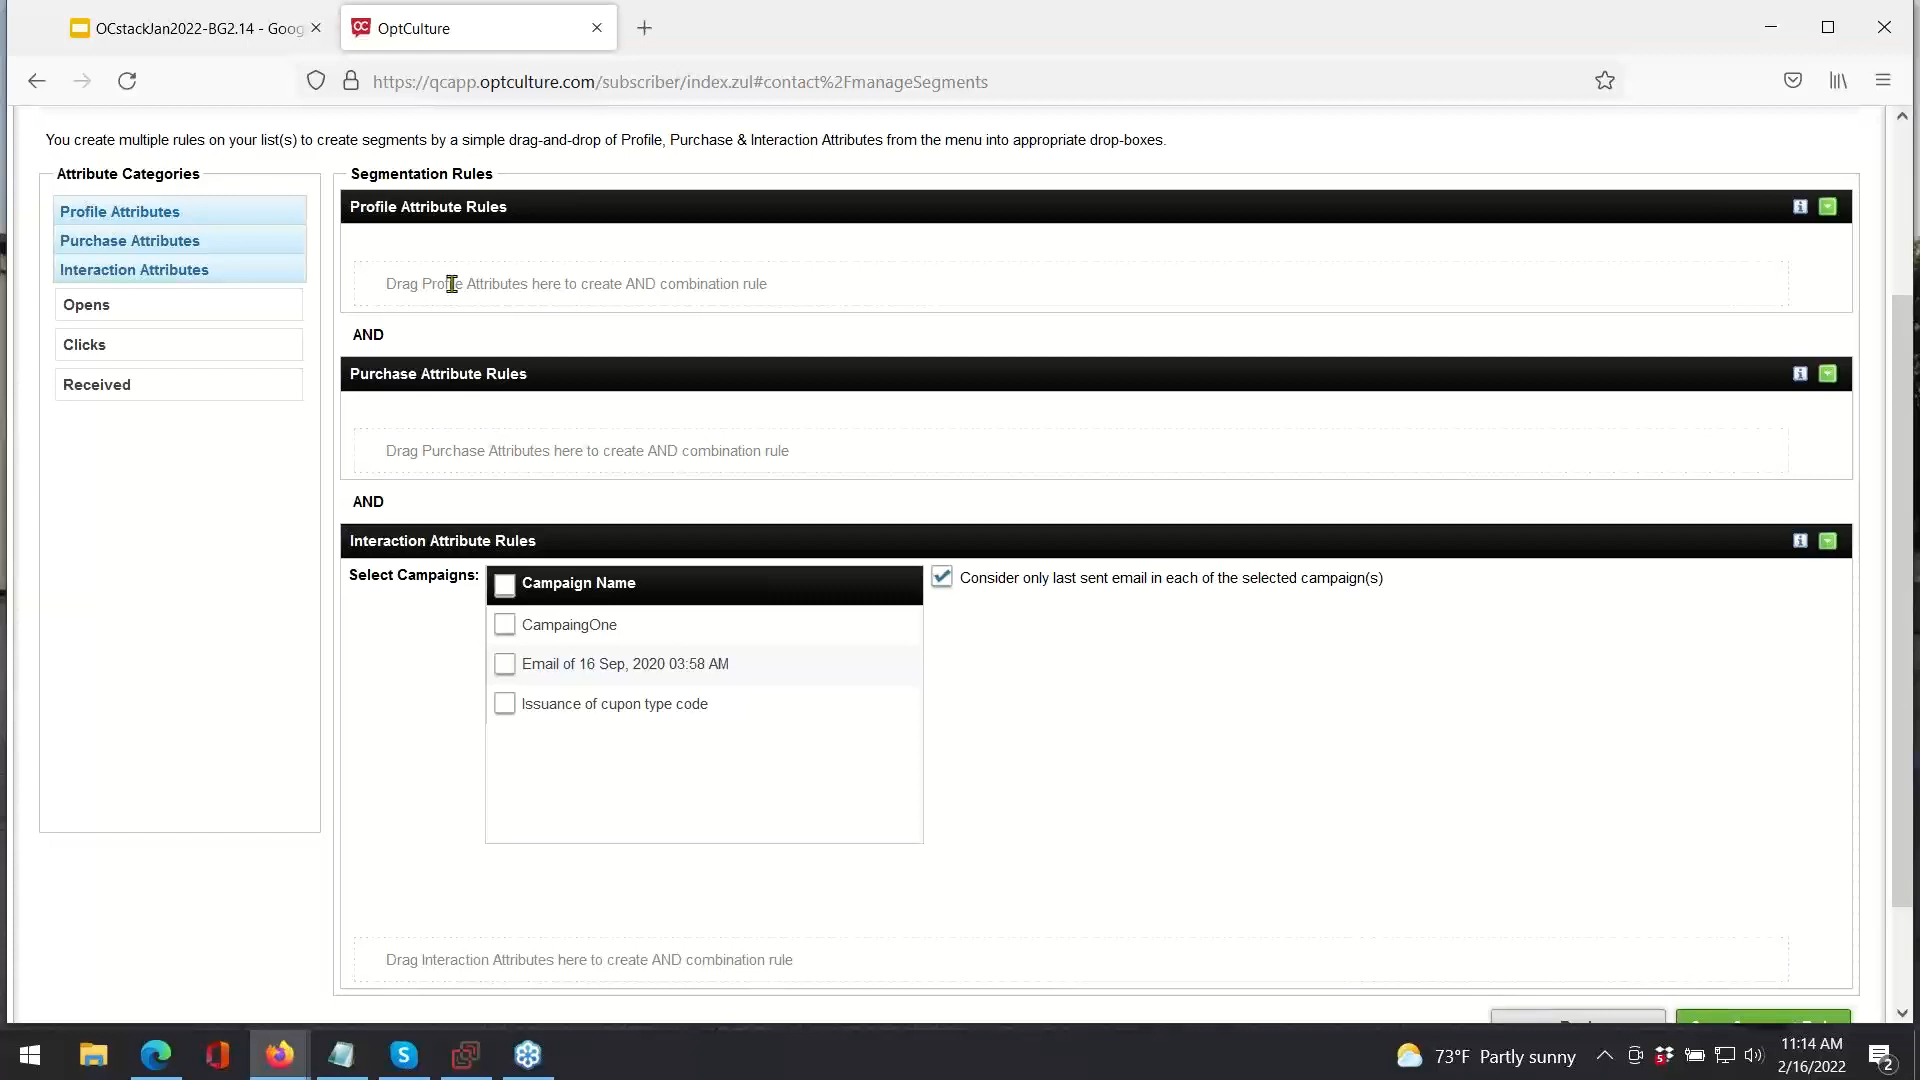 OCstackJan2022-BG2.14 - Goog
OptCulture
https://qcapp.optculture.com/subscriber/index.zul#contact%2FmanageSegments
You create multiple rules on your list(s) to create segments by a simple drag-and-drop of Profile, Purchase & Interaction Attributes from the menu into appropriate drop-boxes.
Attribute Categories
Profile Attributes
Purchase Attributes
Interaction Attributes
Opens
Clicks
Received
Segmentation Rules
Profile Attribute Rules
Drag Profile Attributes here to create AND combination rule
AND
Purchase Attribute Rules
Drag Purchase Attributes here to create AND combination rule
AND
Interaction Attribute Rules
Select Campaigns:
Campaign Name
CampaingOne
Email of 16 Sep, 2020 03:58 AM
Issuance of cupon type code
Consider only last sent email in each of the selected campaign(s)
Drag Interaction Attributes here to create AND combination rule
73°F Partly sunny
11:14 AM
2/16/2022
2